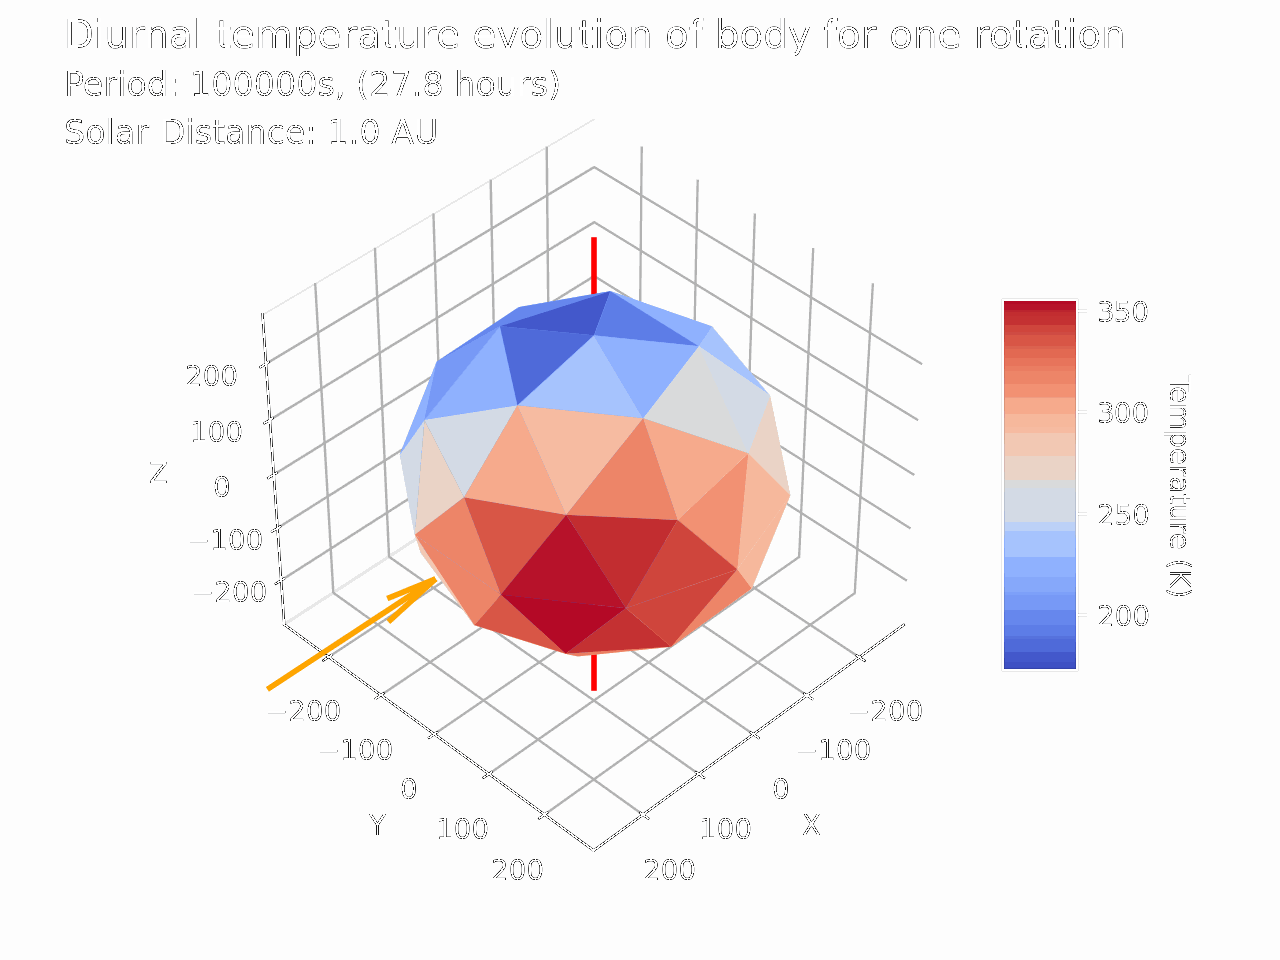 Diurnal temperature evolution of body for one rotation
Period: 100000s, (27.8 hours)
Solar Distance: 1.0 AU
200
100
0
−100
−200
Z
−200
−100
0
100
200
Y
−200
−100
0
100
200
X
350
300
250
200
Temperature (K)